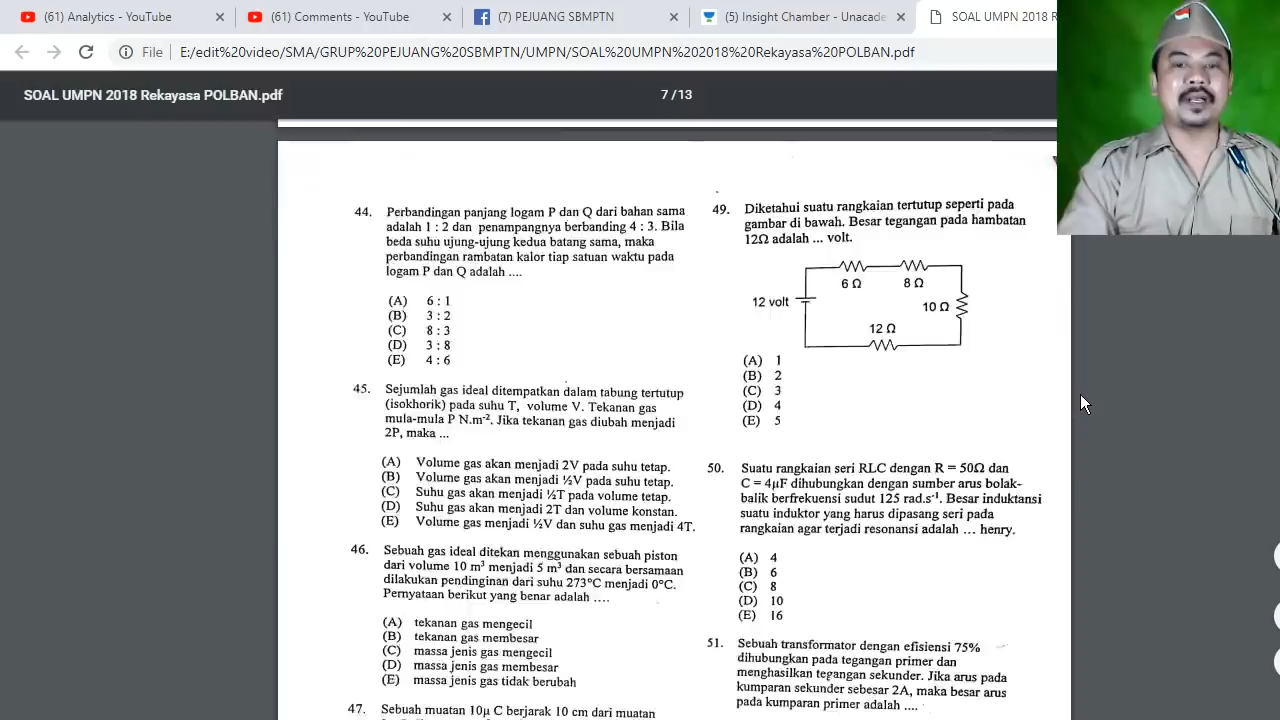 (61) Analytics - YouTube
(61) Comments - YouTube
(7) PEJUANG SBMPTN
(5) Insight Chamber - Unacade
SOAL UMPN 2018 R
File
E:/edit%20video/SMA/GRUP%20PEJUANG%20SBMPTN/UMPN/SOAL%20UMPN%202018%20Rekayasa%20POLBAN.pdf
SOAL UMPN 2018 Rekayasa POLBAN.pdf
7 / 13
44. Perbandingan panjang logam P dan Q dari bahan sama
adalah 1 : 2 dan penampangnya berbanding 4 : 3. Bila
beda suhu ujung-ujung kedua batang sama, maka
perbandingan rambatan kalor tiap satuan waktu pada
logam P dan Q adalah ....
(A) 6 : 1
(B) 3 : 2
(C) 8 : 3
(D) 3 : 8
(E) 4 : 6
45. Sejumlah gas ideal ditempatkan dalam tabung tertutup
(isokhorik) pada suhu T, volume V. Tekanan gas
mula-mula P N.m⁻². Jika tekanan gas diubah menjadi
2P, maka ...
(A) Volume gas akan menjadi 2V pada suhu tetap.
(B) Volume gas akan menjadi ½V pada suhu tetap.
(C) Suhu gas akan menjadi ½T pada volume tetap.
(D) Suhu gas akan menjadi 2T dan volume konstan.
(E) Volume gas menjadi ½V dan suhu gas menjadi 4T.
46. Sebuah gas ideal ditekan menggunakan sebuah piston
dari volume 10 m³ menjadi 5 m³ dan secara bersamaan
dilakukan pendinginan dari suhu 273°C menjadi 0°C.
Pernyataan berikut yang benar adalah ....
(A) tekanan gas mengecil
(B) tekanan gas membesar
(C) massa jenis gas mengecil
(D) massa jenis gas membesar
(E) massa jenis gas tidak berubah
47. Sebuah muatan 10μ C berjarak 10 cm dari muatan
49. Diketahui suatu rangkaian tertutup seperti pada
gambar di bawah. Besar tegangan pada hambatan
12Ω adalah ... volt.
6 Ω
8 Ω
12 volt
10 Ω
12 Ω
(A) 1
(B) 2
(C) 3
(D) 4
(E) 5
50. Suatu rangkaian seri RLC dengan R = 50Ω dan
C = 4μF dihubungkan dengan sumber arus bolak-
balik berfrekuensi sudut 125 rad.s⁻¹. Besar induktansi
suatu induktor yang harus dipasang seri pada
rangkaian agar terjadi resonansi adalah ... henry.
(A) 4
(B) 6
(C) 8
(D) 10
(E) 16
51. Sebuah transformator dengan efisiensi 75%
dihubungkan pada tegangan primer dan
menghasilkan tegangan sekunder. Jika arus pada
kumparan sekunder sebesar 2A, maka besar arus
pada kumparan primer adalah ....